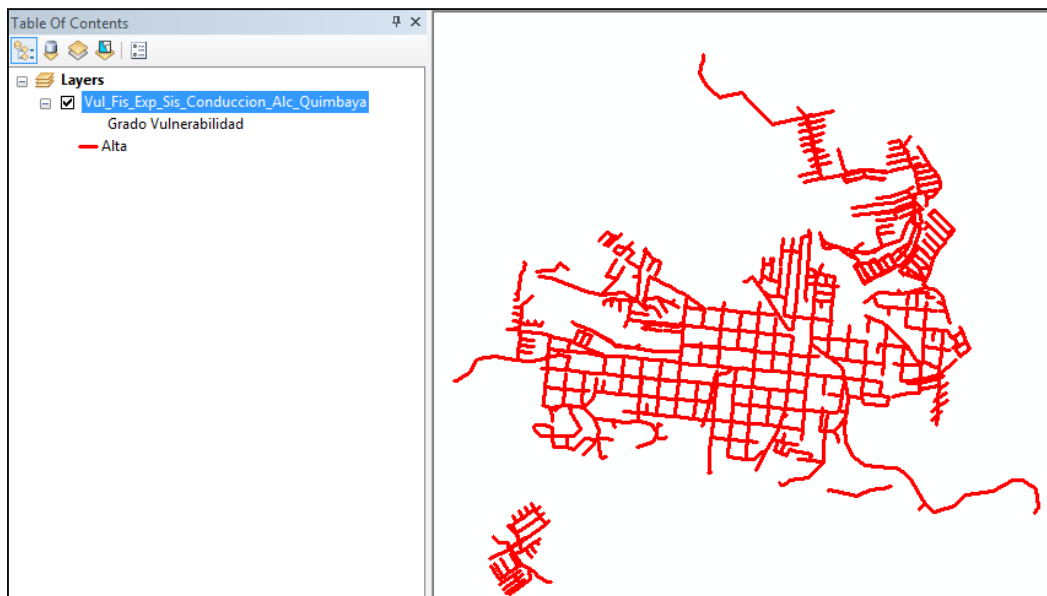 Table Of Contents
Layers
Vul_Fis_Exp_Sis_Conduccion_Alc_Quimbaya
Grado Vulnerabilidad
Alta